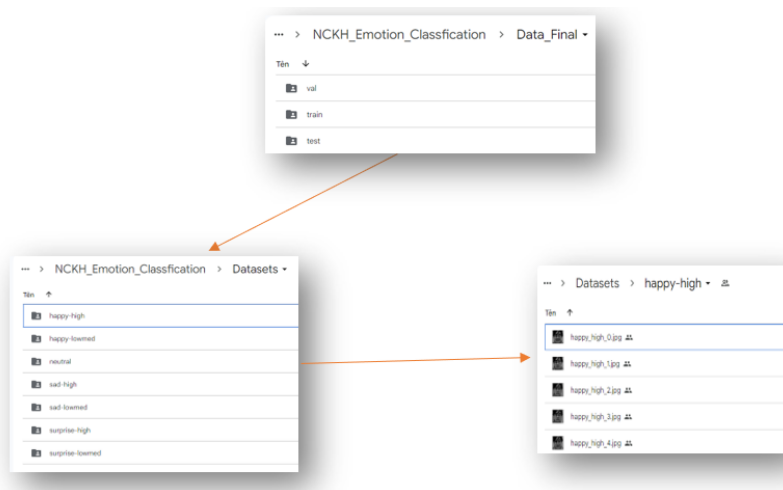 ... > NCKH_Emotion_Classfication > Data_Final
Tên
val
train
test
... > NCKH_Emotion_Classfication > Datasets
Tên
happy-high
happy-lowmed
neutral
sad-high
sad-lowmed
surprise-high
surprise-lowmed
... > Datasets > happy-high
Tên
happy_high_0.jpg
happy_high_1.jpg
happy_high_2.jpg
happy_high_3.jpg
happy_high_4.jpg